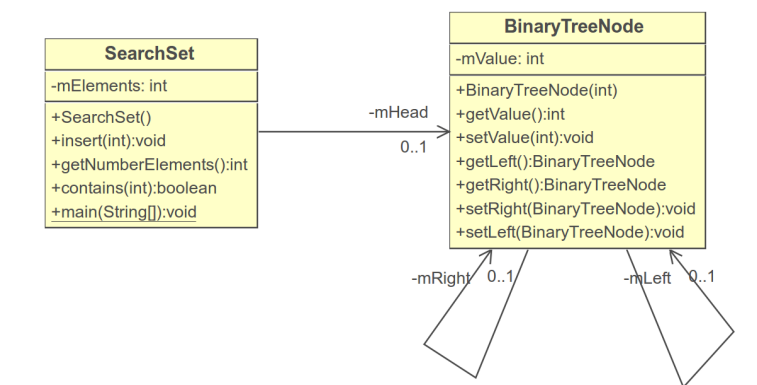 SearchSet
-mElements: int
+SearchSet()
+insert(int):void
+getNumberElements():int
+contains(int):boolean
+main(String[]):void
-mHead
0..1
BinaryTreeNode
-mValue: int
+BinaryTreeNode(int)
+getValue():int
+setValue(int):void
+getLeft():BinaryTreeNode
+getRight():BinaryTreeNode
+setRight(BinaryTreeNode):void
+setLeft(BinaryTreeNode):void
-mRight 0..1
-mLeft 0..1